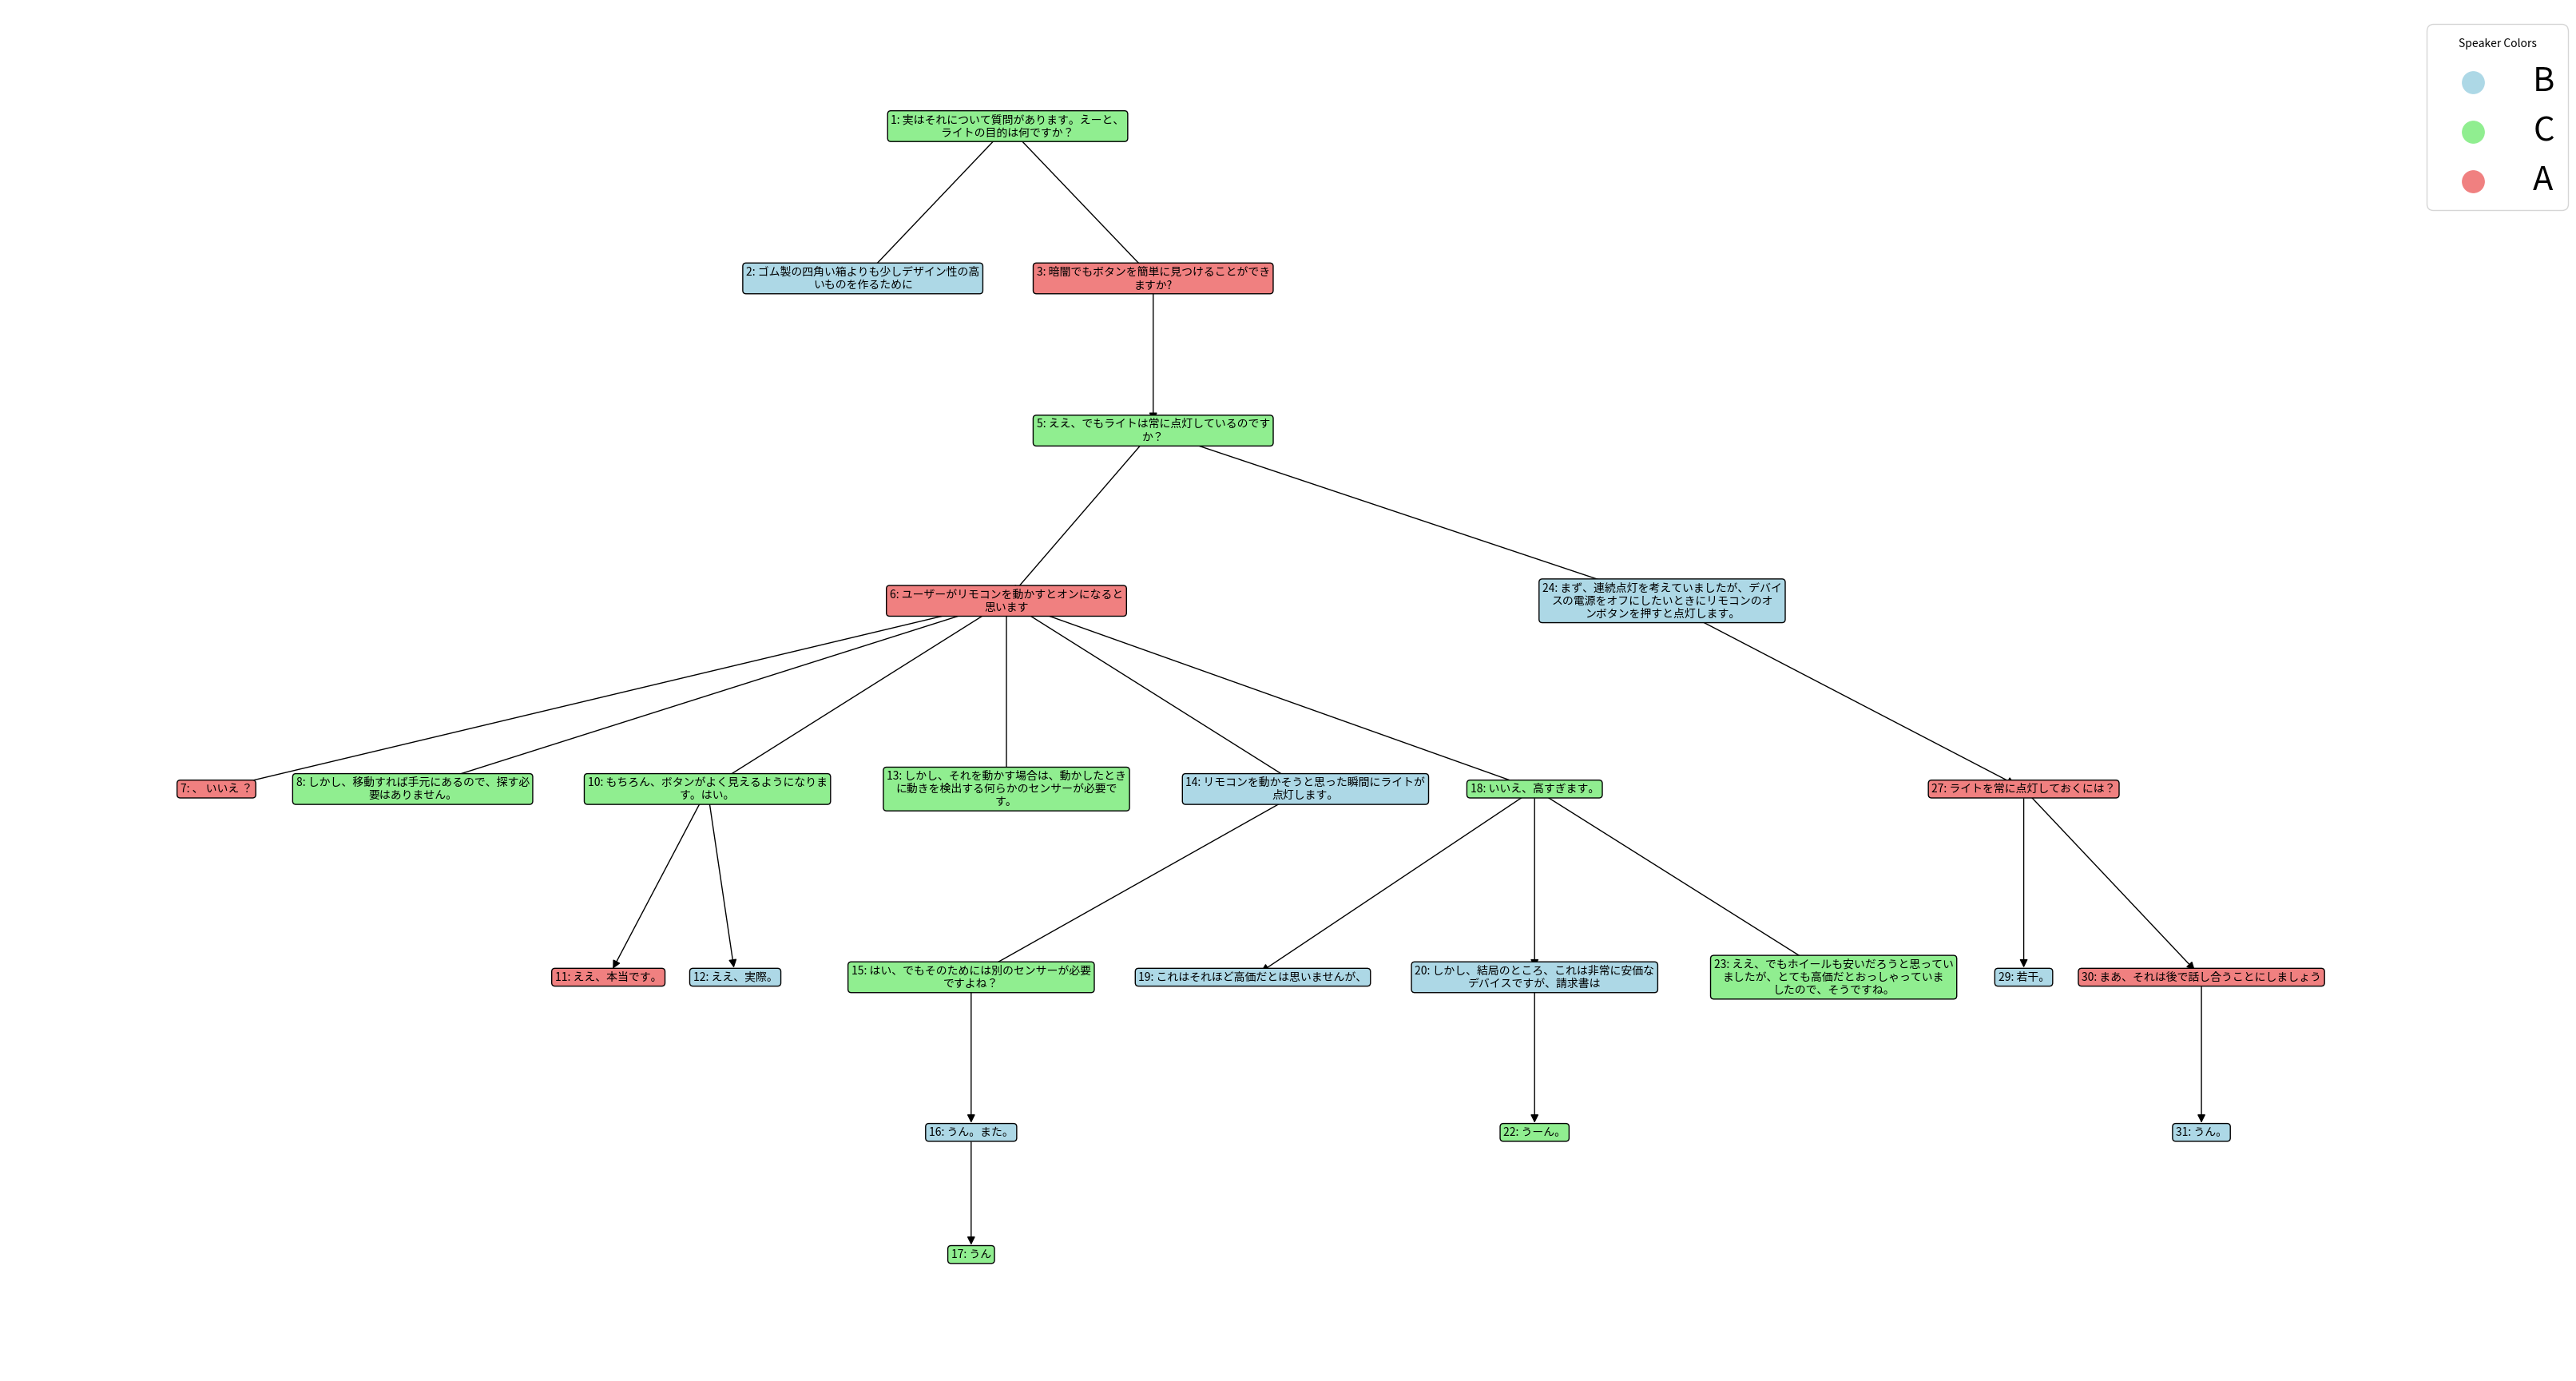 Speaker Colors
B
C
A
1: 実はそれについて質問があります。えーと、
ライトの目的は何ですか？
2: ゴム製の四角い箱よりも少しデザイン性の高
いものを作るために
3: 暗闇でもボタンを簡単に見つけることができ
ますか?
5: ええ、でもライトは常に点灯しているのです
か？
6: ユーザーがリモコンを動かすとオンになると
思います
24: まず、連続点灯を考えていましたが、デバイ
スの電源をオフにしたいときにリモコンのオ
ンボタンを押すと点灯します。
7: 、 いいえ ？
8: しかし、移動すれば手元にあるので、探す必
要はありません。
10: もちろん、ボタンがよく見えるようになりま
す。はい。
13: しかし、それを動かす場合は、動かしたとき
に動きを検出する何らかのセンサーが必要で
す。
14: リモコンを動かそうと思った瞬間にライトが
点灯します。
18: いいえ、高すぎます。
27: ライトを常に点灯しておくには？
11: ええ、本当です。
12: ええ、実際。
15: はい、でもそのためには別のセンサーが必要
ですよね？
19: これはそれほど高価だとは思いませんが、
20: しかし、結局のところ、これは非常に安価な
デバイスですが、請求書は
23: ええ、でもホイールも安いだろうと思ってい
ましたが、とても高価だとおっしゃっていま
したので、そうですね。
29: 若干。
30: まあ、それは後で話し合うことにしましょう
16: うん。また。
22: うーん。
31: うん。
17: うん